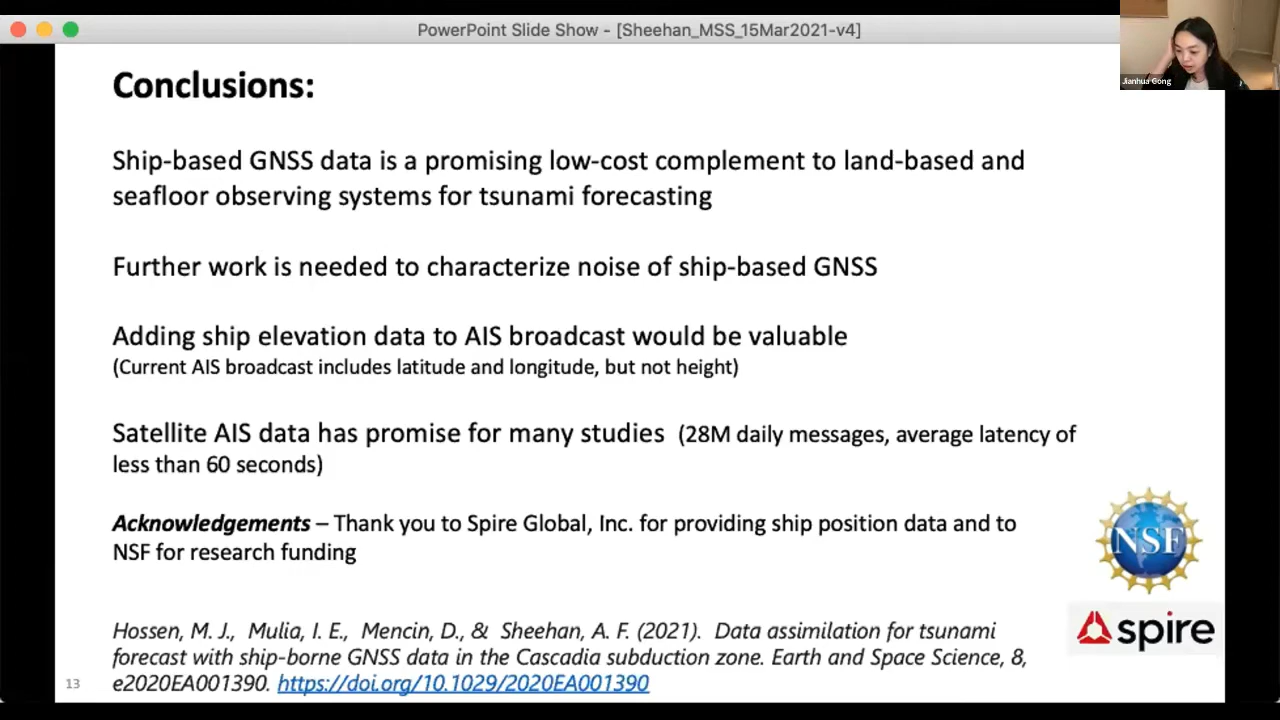 PowerPoint Slide Show - [Sheehan_MSS_15Mar2021-v4]
Jianhua Gong
Conclusions:
Ship-based GNSS data is a promising low-cost complement to land-based and
seafloor observing systems for tsunami forecasting
Further work is needed to characterize noise of ship-based GNSS
Adding ship elevation data to AIS broadcast would be valuable
(Current AIS broadcast includes latitude and longitude, but not height)
Satellite AIS data has promise for many studies (28M daily messages, average latency of
less than 60 seconds)
Acknowledgements – Thank you to Spire Global, Inc. for providing ship position data and to
NSF for research funding
NSF
spire
Hossen, M. J., Mulia, I. E., Mencin, D., & Sheehan, A. F. (2021). Data assimilation for tsunami
forecast with ship-borne GNSS data in the Cascadia subduction zone. Earth and Space Science, 8,
e2020EA001390. https://doi.org/10.1029/2020EA001390
13